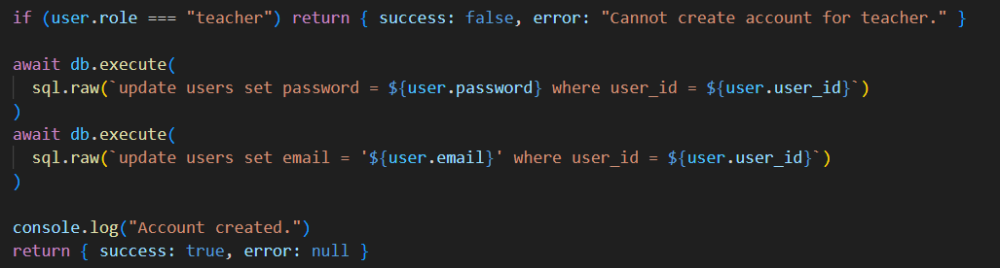 if (user.role === "teacher") return { success: false, error: "Cannot create account for teacher." }
await db.execute(
sql.raw(`update users set password = ${user.password} where user_id = ${user.user_id}`)
)
await db.execute(
sql.raw(`update users set email = '${user.email}' where user_id = ${user.user_id}`)
)
console.log("Account created.")
return { success: true, error: null }